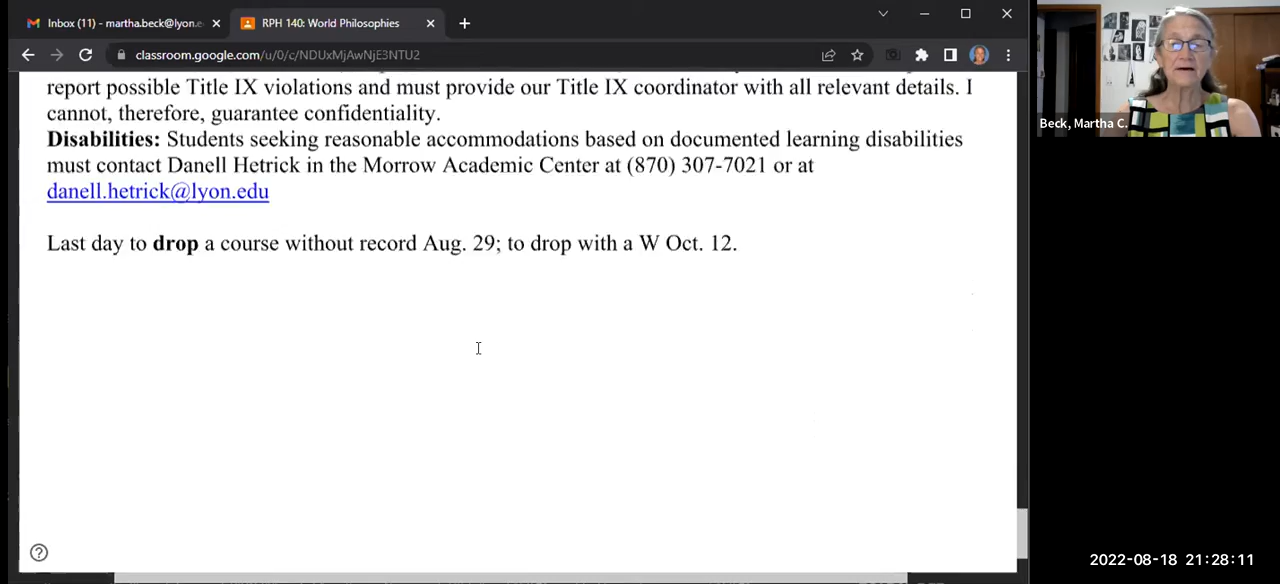 Inbox (11) - martha.beck@lyon.e
RPH 140: World Philosophies
classroom.google.com/u/0/c/NDUxMjAwNjE3NTU2
report possible Title IX violations and must provide our Title IX coordinator with all relevant details. I
cannot, therefore, guarantee confidentiality.
Disabilities: Students seeking reasonable accommodations based on documented learning disabilities
must contact Danell Hetrick in the Morrow Academic Center at (870) 307-7021 or at
danell.hetrick@lyon.edu
Last day to drop a course without record Aug. 29; to drop with a W Oct. 12.
Beck, Martha C.
2022-08-18 21:28:11